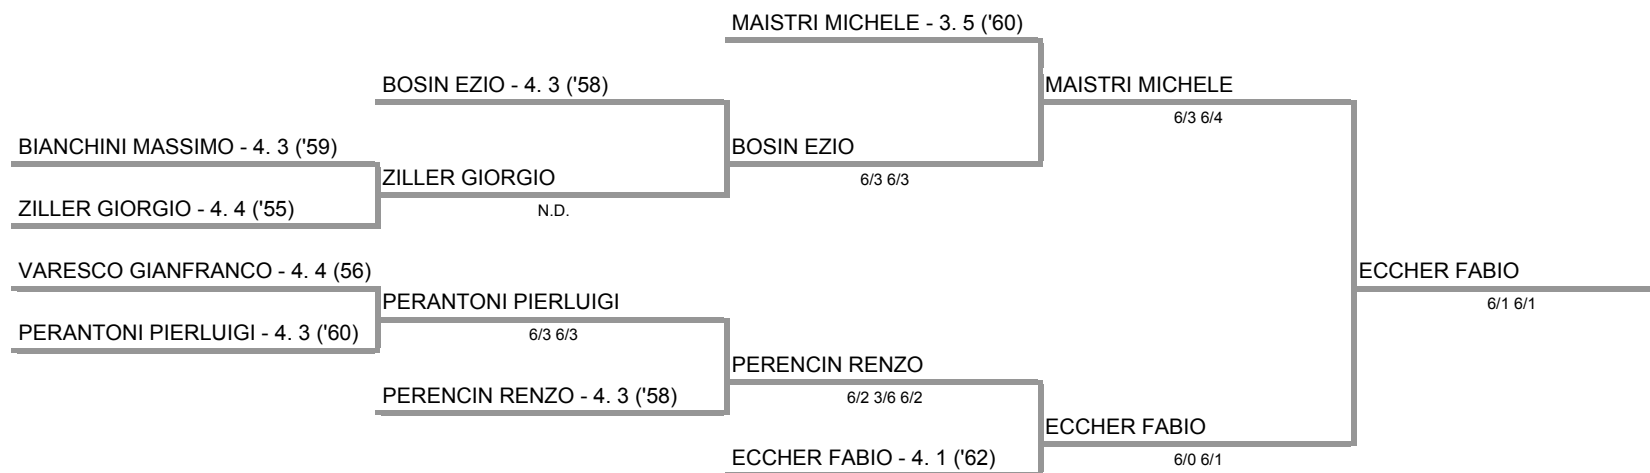 MAISTRI MICHELE - 3. 5 ('60)
BOSIN EZIO - 4. 3 ('58)
MAISTRI MICHELE
6/3 6/4
BIANCHINI MASSIMO - 4. 3 ('59)
BOSIN EZIO
6/3 6/3
ZILLER GIORGIO
N.D.
ZILLER GIORGIO - 4. 4 ('55)
VARESCO GIANFRANCO - 4. 4 (56)
ECCHER FABIO
6/1 6/1
PERANTONI PIERLUIGI
6/3 6/3
PERANTONI PIERLUIGI - 4. 3 ('60)
PERENCIN RENZO
6/2 3/6 6/2
PERENCIN RENZO - 4. 3 ('58)
ECCHER FABIO
6/0 6/1
ECCHER FABIO - 4. 1 ('62)